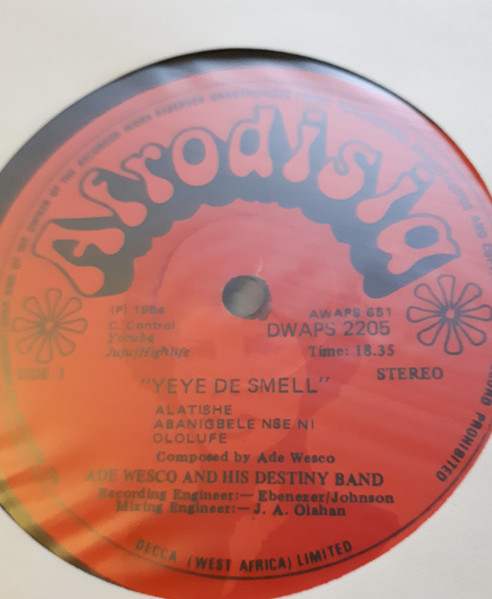 Afrodisia
(P) 1984
C. Control
Yoruba
Juju/Highlife
AWAPS 651
DWAPS 2205
Time: 18.35
SIDE 1
STEREO
"YEYE DE SMELL"
ALATISHE
ABANIGBELE NSE NI
OLOLUFE
Composed by Ade Wesco
ADE WESCO AND HIS DESTINY BAND
Recording Engineer:— Ebenezer/Johnson
Mixing Engineer:— J. A. Olahan
DECCA (WEST AFRICA) LIMITED
PROHIBITED